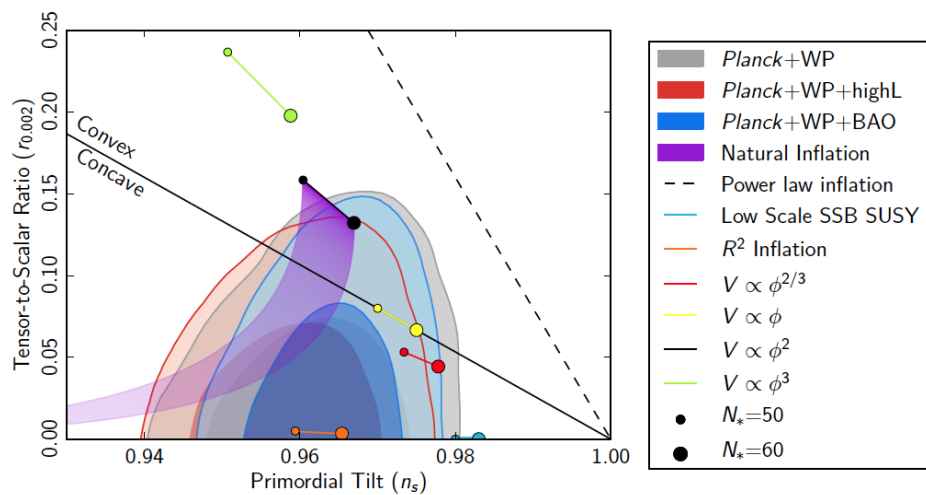 0.25
0.20
0.15
0.10
0.05
0.00
Tensor-to-Scalar Ratio (r0.002)
Convex
Concave
0.94
0.96
0.98
1.00
Primordial Tilt (ns)
Planck+WP
Planck+WP+highL
Planck+WP+BAO
Natural Inflation
Power law inflation
Low Scale SSB SUSY
R² Inflation
V ∝ ϕ^{2/3}
V ∝ ϕ
V ∝ ϕ²
V ∝ ϕ³
N*=50
N*=60